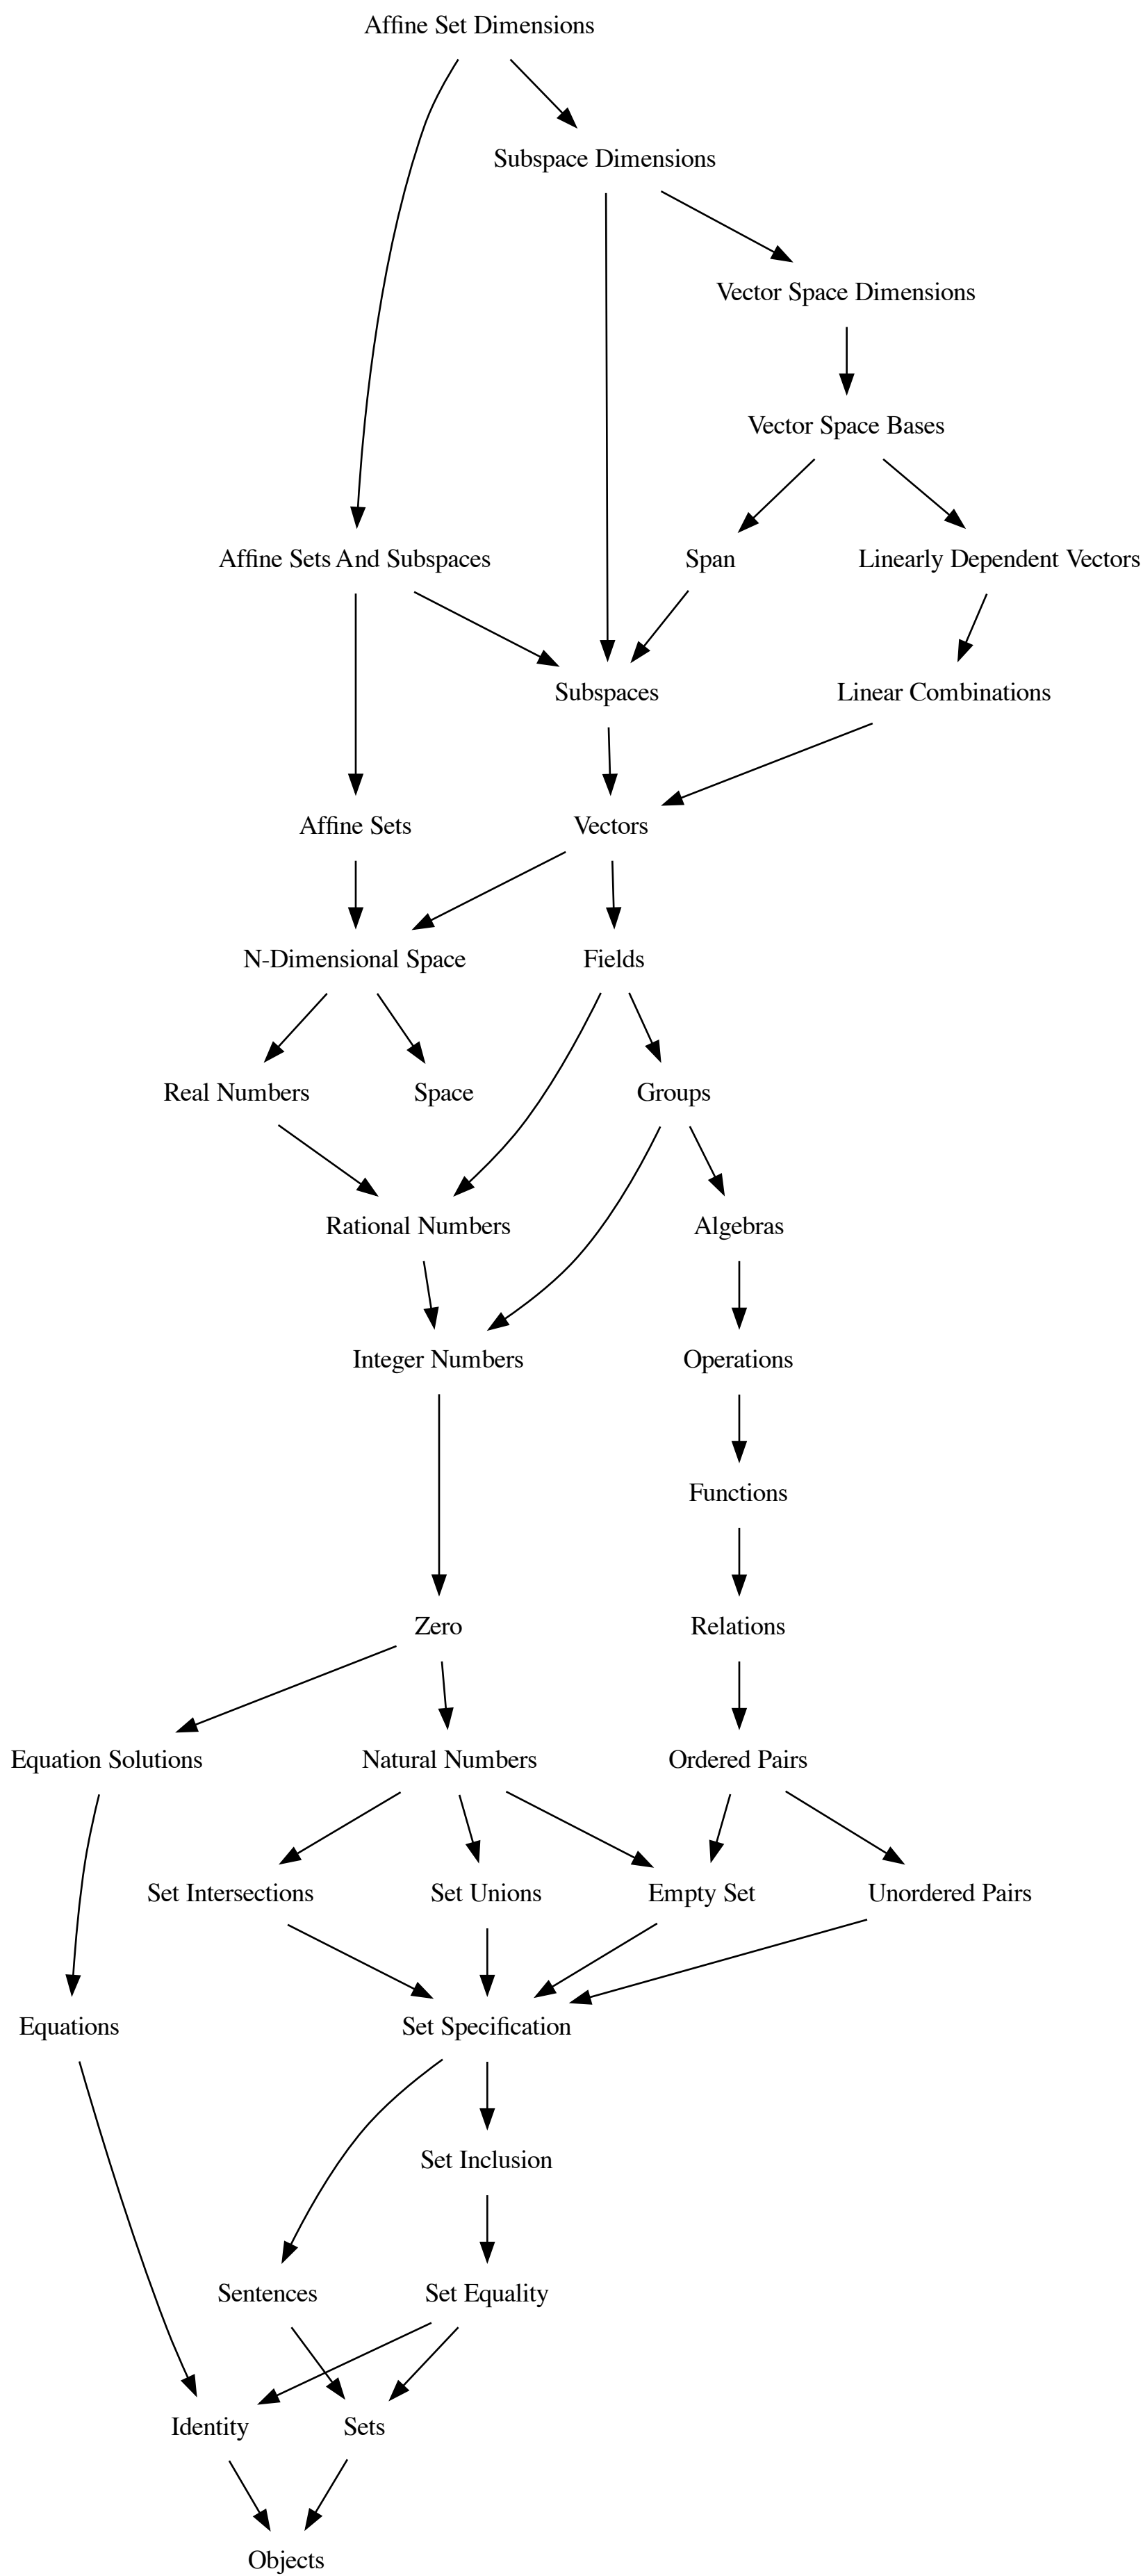 Affine Set Dimensions
Subspace Dimensions
Vector Space Dimensions
Vector Space Bases
Affine Sets And Subspaces
Span
Linearly Dependent Vectors
Subspaces
Linear Combinations
Affine Sets
Vectors
N-Dimensional Space
Fields
Real Numbers
Space
Groups
Rational Numbers
Algebras
Integer Numbers
Operations
Functions
Zero
Relations
Equation Solutions
Natural Numbers
Ordered Pairs
Set Intersections
Set Unions
Empty Set
Unordered Pairs
Equations
Set Specification
Set Inclusion
Sentences
Set Equality
Identity
Sets
Objects